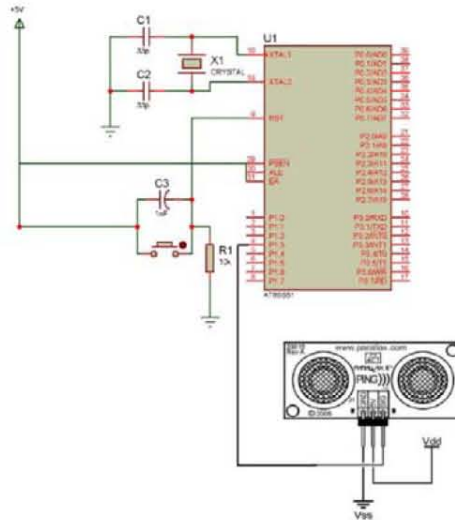 +5V
C1
33p
X1
CRYSTAL
C2
33p
U1
XTAL1
XTAL2
RST
PSEN
ALE
EA
C3
R1
10k
P1.0
P1.1
P1.2
P1.3
P1.4
P1.5
P1.6
P1.7
P0.0/AD0
P0.1/AD1
P0.2/AD2
P0.3/AD3
P0.4/AD4
P0.5/AD5
P0.6/AD6
P0.7/AD7
P2.0/A8
P2.1/A9
P2.2/A10
P2.3/A11
P2.4/A12
P2.5/A13
P2.6/A14
P2.7/A15
P3.0/RXD
P3.1/TXD
P3.2/INT0
P3.3/INT1
P3.4/T0
P3.5/T1
P3.6/WR
P3.7/RD
www.parallax.com
PING)))
Vdd
Vss